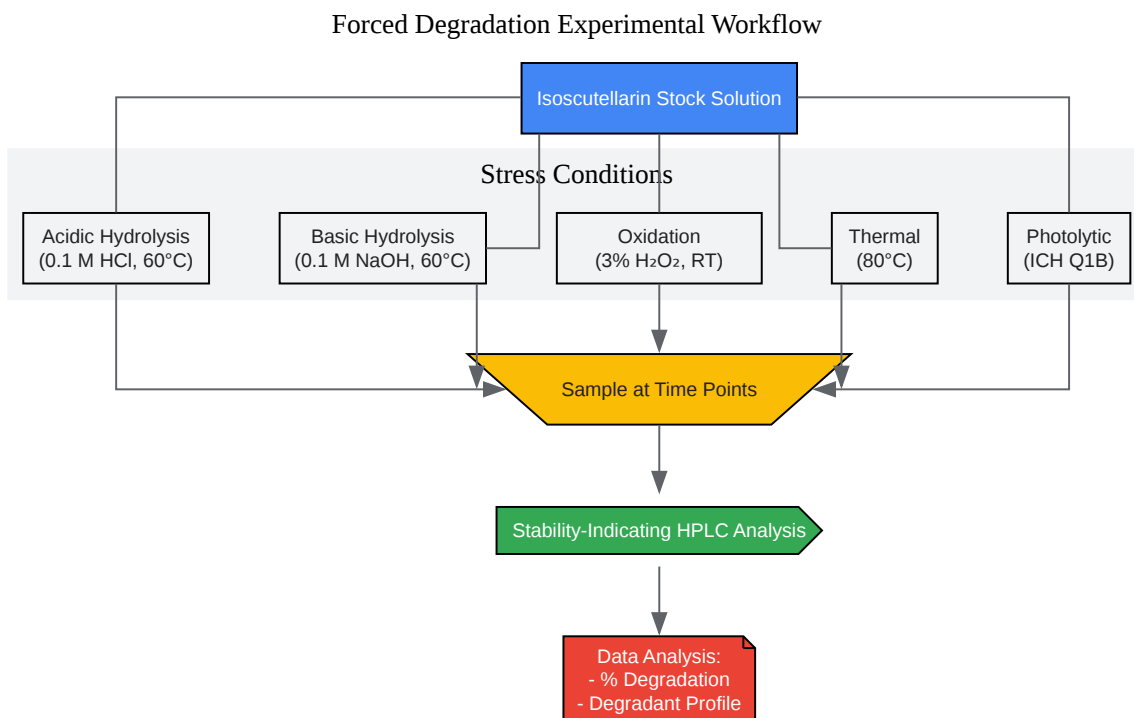 Forced Degradation Experimental Workflow
Isoscutellarin Stock Solution
Stress Conditions
Acidic Hydrolysis
(0.1 M HCl, 60°C)
Basic Hydrolysis
(0.1 M NaOH, 60°C)
Oxidation
(3% H₂O₂, RT)
Thermal
(80°C)
Photolytic
(ICH Q1B)
Sample at Time Points
Stability-Indicating HPLC Analysis
Data Analysis:
- % Degradation
- Degradant Profile